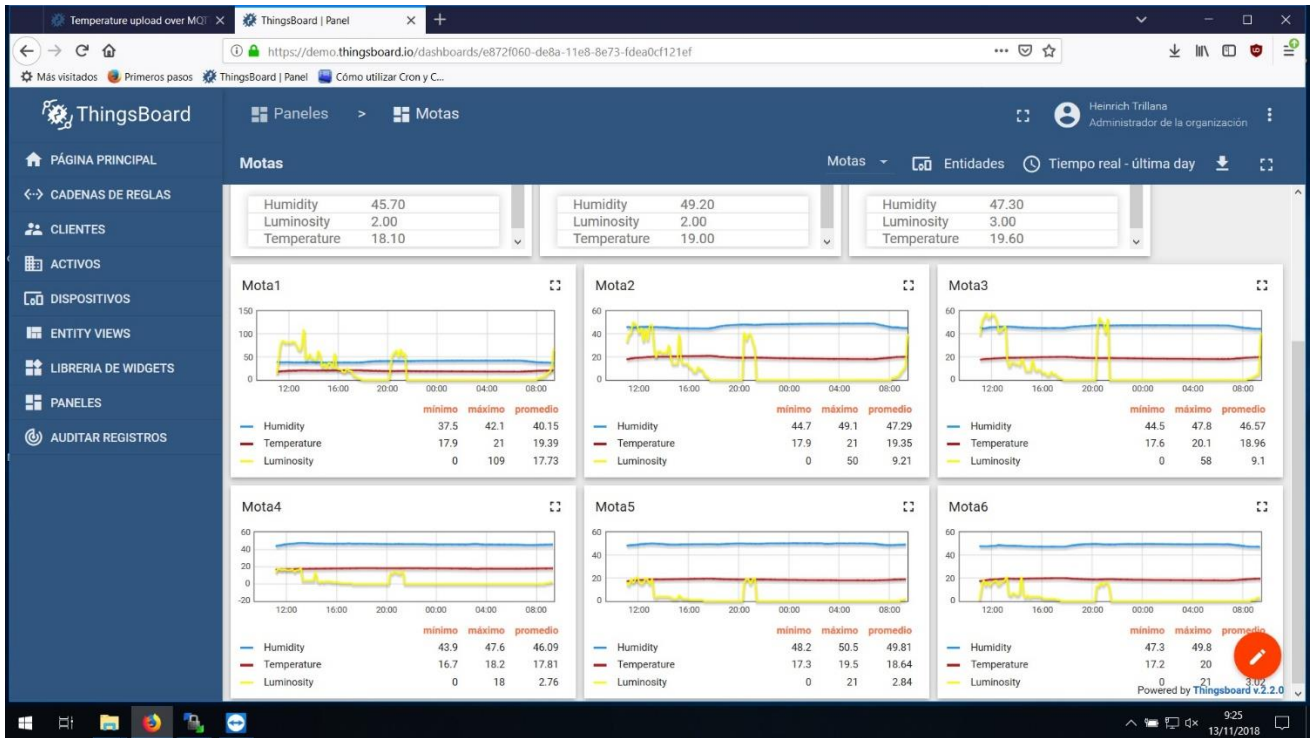 Temperature upload over MQT
ThingsBoard | Panel
https://demo.thingsboard.io/dashboards/e872f060-de8a-11e8-8e73-fdea0cf121ef
Más visitados Primeros pasos ThingsBoard | Panel Cómo utilizar Cron y C...
ThingsBoard
Paneles > Motas
Heinrich Trillana
Administrador de la organización
PÁGINA PRINCIPAL
CADENAS DE REGLAS
CLIENTES
ACTIVOS
DISPOSITIVOS
ENTITY VIEWS
LIBRERIA DE WIDGETS
PANELES
AUDITAR REGISTROS
Motas Motas Entidades Tiempo real - última day
Humidity 45.70
Luminosity 2.00
Temperature 18.10
Humidity 49.20
Luminosity 2.00
Temperature 19.00
Humidity 47.30
Luminosity 3.00
Temperature 19.60
Mota1
150
100
50
0
12:00 16:00 20:00 00:00 04:00 08:00
mínimo máximo promedio
Humidity 37.5 42.1 40.15
Temperature 17.9 21 19.39
Luminosity 0 109 17.73
Mota2
60
40
20
0
12:00 16:00 20:00 00:00 04:00 08:00
mínimo máximo promedio
Humidity 44.7 49.1 47.29
Temperature 17.9 21 19.35
Luminosity 0 50 9.21
Mota3
60
40
20
0
12:00 16:00 20:00 00:00 04:00 08:00
mínimo máximo promedio
Humidity 44.5 47.8 46.57
Temperature 17.6 20.1 18.96
Luminosity 0 58 9.1
Mota4
60
40
20
0
-20
12:00 16:00 20:00 00:00 04:00 08:00
mínimo máximo promedio
Humidity 43.9 47.6 46.09
Temperature 16.7 18.2 17.81
Luminosity 0 18 2.76
Mota5
60
40
20
0
12:00 16:00 20:00 00:00 04:00 08:00
mínimo máximo promedio
Humidity 48.2 50.5 49.81
Temperature 17.3 19.5 18.64
Luminosity 0 21 2.84
Mota6
60
40
20
0
12:00 16:00 20:00 00:00 04:00 08:00
mínimo máximo promedio
Humidity 47.3 49.8
Temperature 17.2 20
Luminosity 0 21 3.02
Powered by Thingsboard v.2.2.0
9:25
13/11/2018